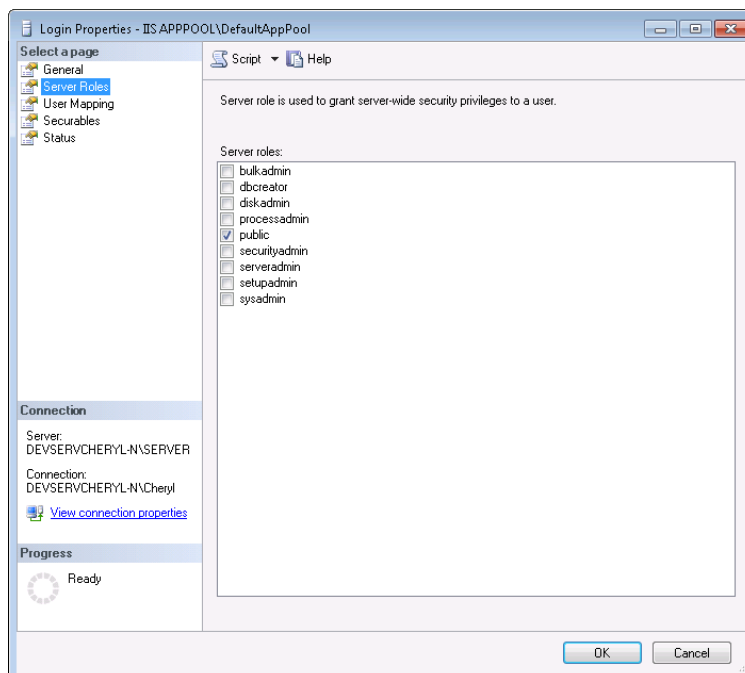 Login Properties - IIS APPPOOL\DefaultAppPool
Select a page
General
Server Roles
User Mapping
Securables
Status
Script
Help
Server role is used to grant server-wide security privileges to a user.
Server roles:
bulkadmin
dbcreator
diskadmin
processadmin
public
securityadmin
serveradmin
setupadmin
sysadmin
Connection
Server:
DEVSERVCHERYL-N\SERVER
Connection:
DEVSERVCHERYL-N\Cheryl
View connection properties
Progress
Ready
OK
Cancel